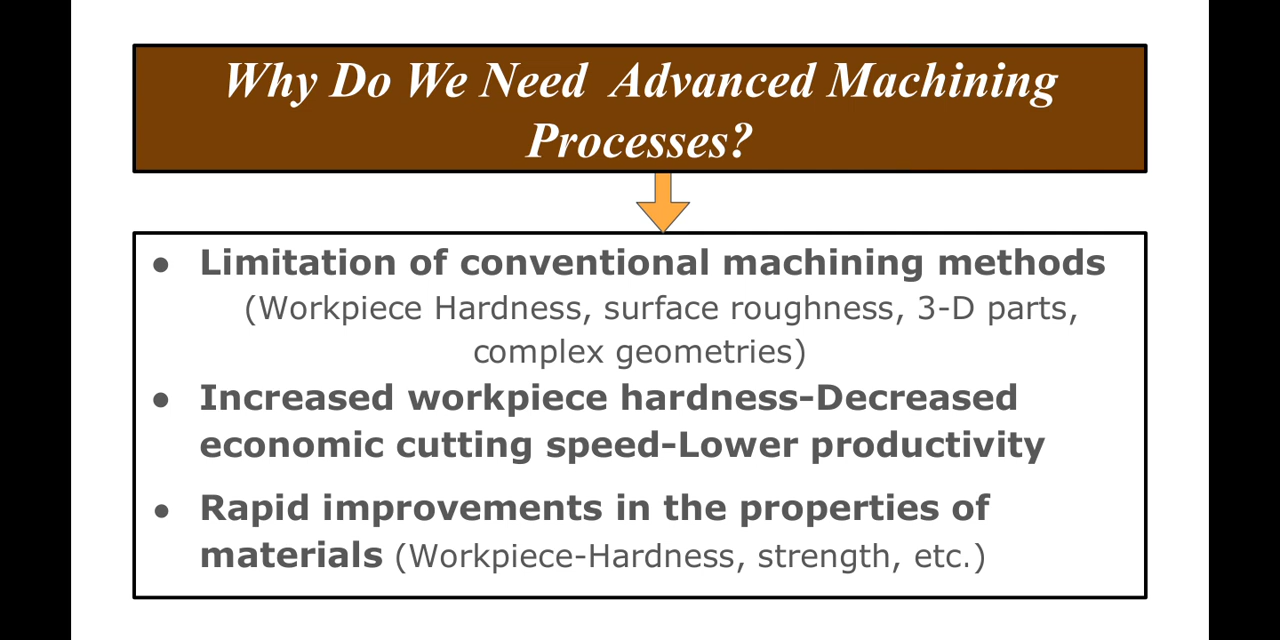 Why Do We Need  Advanced Machining
Processes?
● Limitation of conventional machining methods
(Workpiece Hardness, surface roughness, 3-D parts,
complex geometries)
● Increased workpiece hardness-Decreased
economic cutting speed-Lower productivity
● Rapid improvements in the properties of
materials (Workpiece-Hardness, strength, etc.)